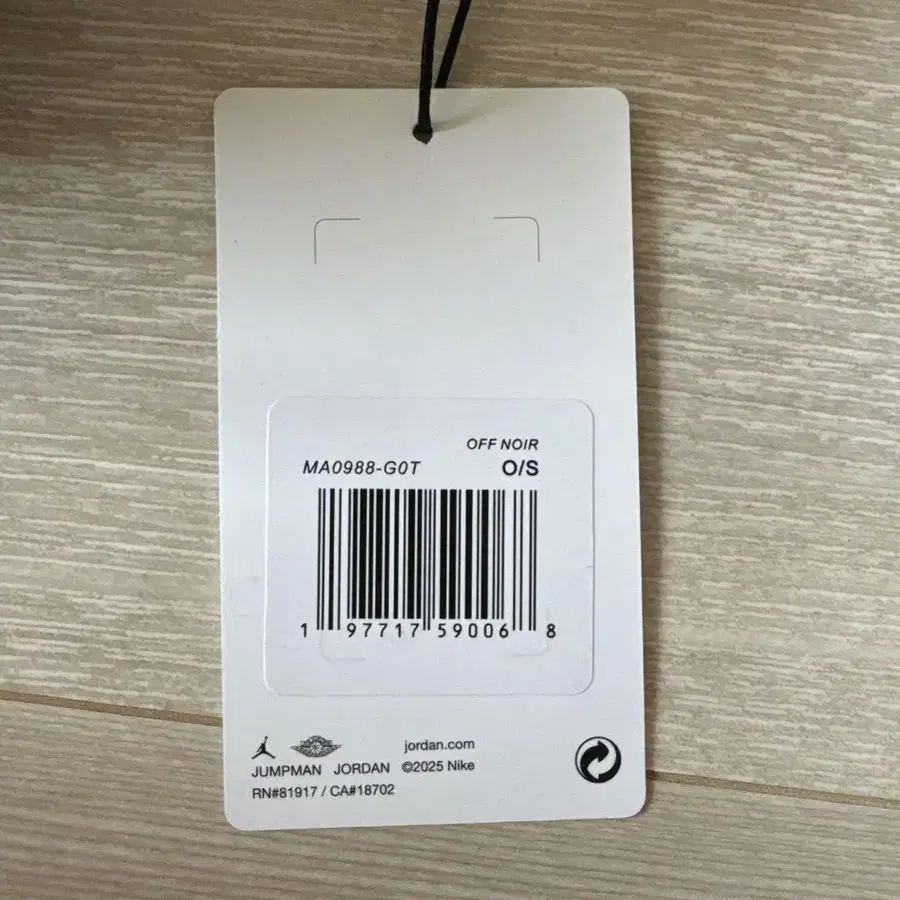 OFF NOIR
MA0988-G0T O/S
1 97717 59006 8
jordan.com
JUMPMAN JORDAN ©2025 Nike
RN#81917 / CA#18702